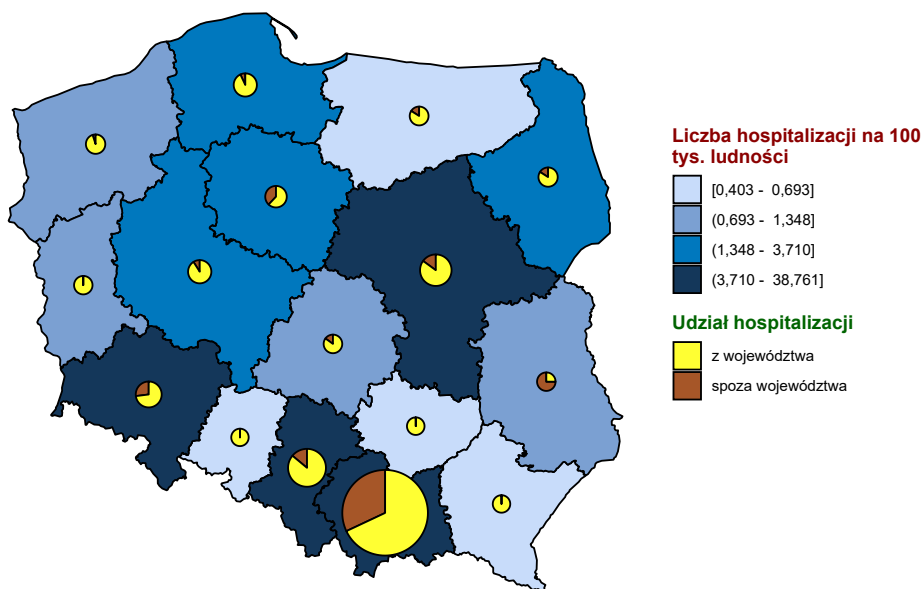 Liczba hospitalizacji na 100
tys. ludności
[0,403 - 0,693]
(0,693 - 1,348]
(1,348 - 3,710]
(3,710 - 38,761]
Udział hospitalizacji
z województwa
spoza województwa